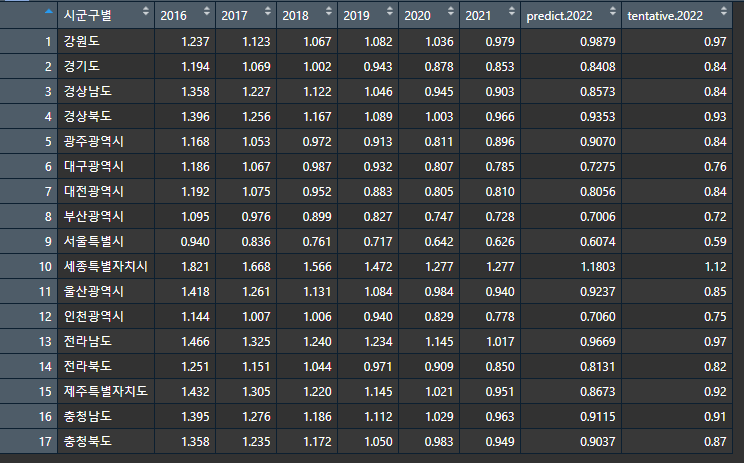 시군구별 2016 2017 2018 2019 2020 2021 predict.2022 tentative.2022
1 강원도 1.237 1.123 1.067 1.082 1.036 0.979 0.9879 0.97
2 경기도 1.194 1.069 1.002 0.943 0.878 0.853 0.8408 0.84
3 경상남도 1.358 1.227 1.122 1.046 0.945 0.903 0.8573 0.84
4 경상북도 1.396 1.256 1.167 1.089 1.003 0.966 0.9353 0.93
5 광주광역시 1.168 1.053 0.972 0.913 0.811 0.896 0.9070 0.84
6 대구광역시 1.186 1.067 0.987 0.932 0.807 0.785 0.7275 0.76
7 대전광역시 1.192 1.075 0.952 0.883 0.805 0.810 0.8056 0.84
8 부산광역시 1.095 0.976 0.899 0.827 0.747 0.728 0.7006 0.72
9 서울특별시 0.940 0.836 0.761 0.717 0.642 0.626 0.6074 0.59
10 세종특별자치시 1.821 1.668 1.566 1.472 1.277 1.277 1.1803 1.12
11 울산광역시 1.418 1.261 1.131 1.084 0.984 0.940 0.9237 0.85
12 인천광역시 1.144 1.007 1.006 0.940 0.829 0.778 0.7060 0.75
13 전라남도 1.466 1.325 1.240 1.234 1.145 1.017 0.9669 0.97
14 전라북도 1.251 1.151 1.044 0.971 0.909 0.850 0.8131 0.82
15 제주특별자치도 1.432 1.305 1.220 1.145 1.021 0.951 0.8673 0.92
16 충청남도 1.395 1.276 1.186 1.112 1.029 0.963 0.9115 0.91
17 충청북도 1.358 1.235 1.172 1.050 0.983 0.949 0.9037 0.87